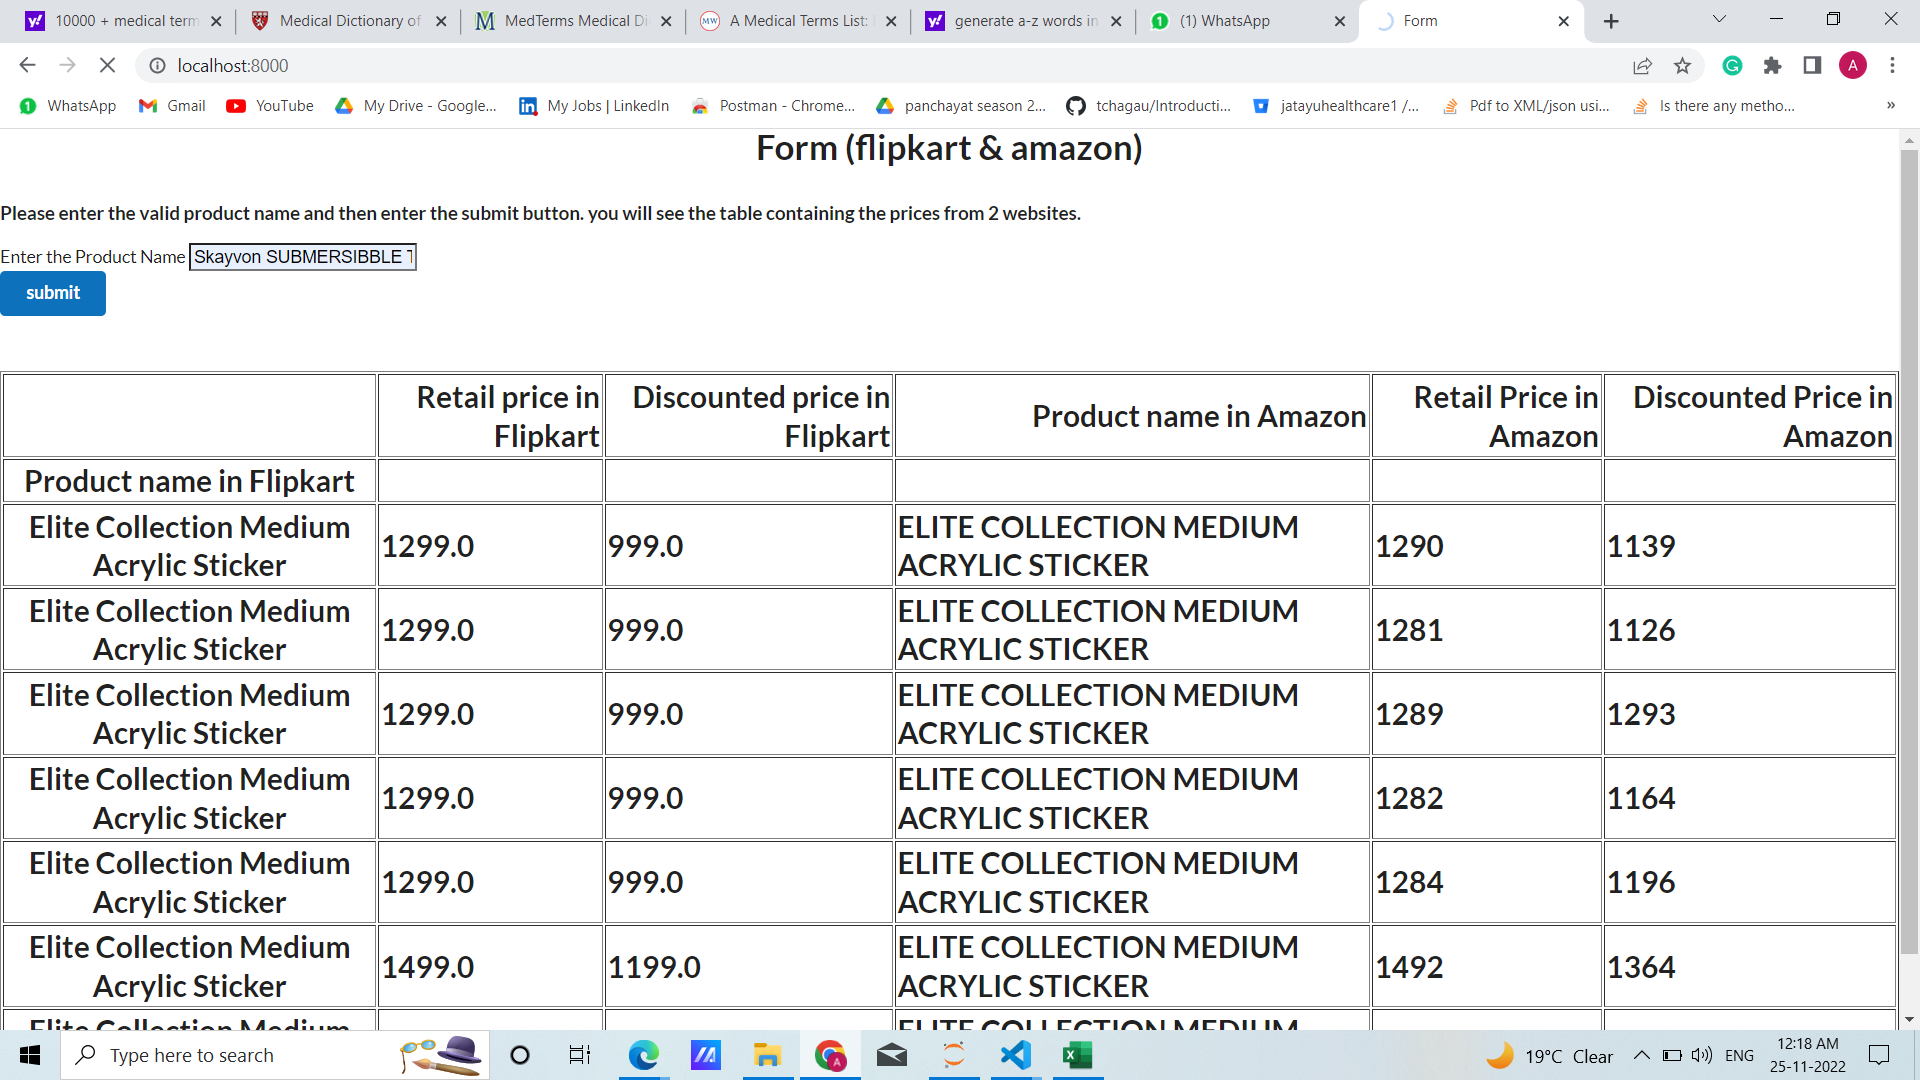 10000 + medical term
Medical Dictionary of
MedTerms Medical Di
A Medical Terms List:
generate a-z words in
(1) WhatsApp
Form
localhost:8000
WhatsApp
Gmail
YouTube
My Drive - Google...
My Jobs | LinkedIn
Postman - Chrome...
panchayat season 2...
tchagau/Introducti...
jatayuhealthcare1 /...
Pdf to XML/json usi...
Is there any metho...
»
Form (flipkart & amazon)
Please enter the valid product name and then enter the submit button. you will see the table containing the prices from 2 websites.
Enter the Product Name Skayvon SUBMERSIBBLE T
submit
Retail price in Flipkart
Discounted price in Flipkart
Product name in Amazon
Retail Price in Amazon
Discounted Price in Amazon
Product name in Flipkart
Elite Collection Medium Acrylic Sticker 1299.0 999.0 ELITE COLLECTION MEDIUM ACRYLIC STICKER 1290 1139
Elite Collection Medium Acrylic Sticker 1299.0 999.0 ELITE COLLECTION MEDIUM ACRYLIC STICKER 1281 1126
Elite Collection Medium Acrylic Sticker 1299.0 999.0 ELITE COLLECTION MEDIUM ACRYLIC STICKER 1289 1293
Elite Collection Medium Acrylic Sticker 1299.0 999.0 ELITE COLLECTION MEDIUM ACRYLIC STICKER 1282 1164
Elite Collection Medium Acrylic Sticker 1299.0 999.0 ELITE COLLECTION MEDIUM ACRYLIC STICKER 1284 1196
Elite Collection Medium Acrylic Sticker 1499.0 1199.0 ELITE COLLECTION MEDIUM ACRYLIC STICKER 1492 1364
Elite Collection Medium ELITE COLLECTION MEDIUM
Type here to search
19°C Clear
ENG
12:18 AM
25-11-2022